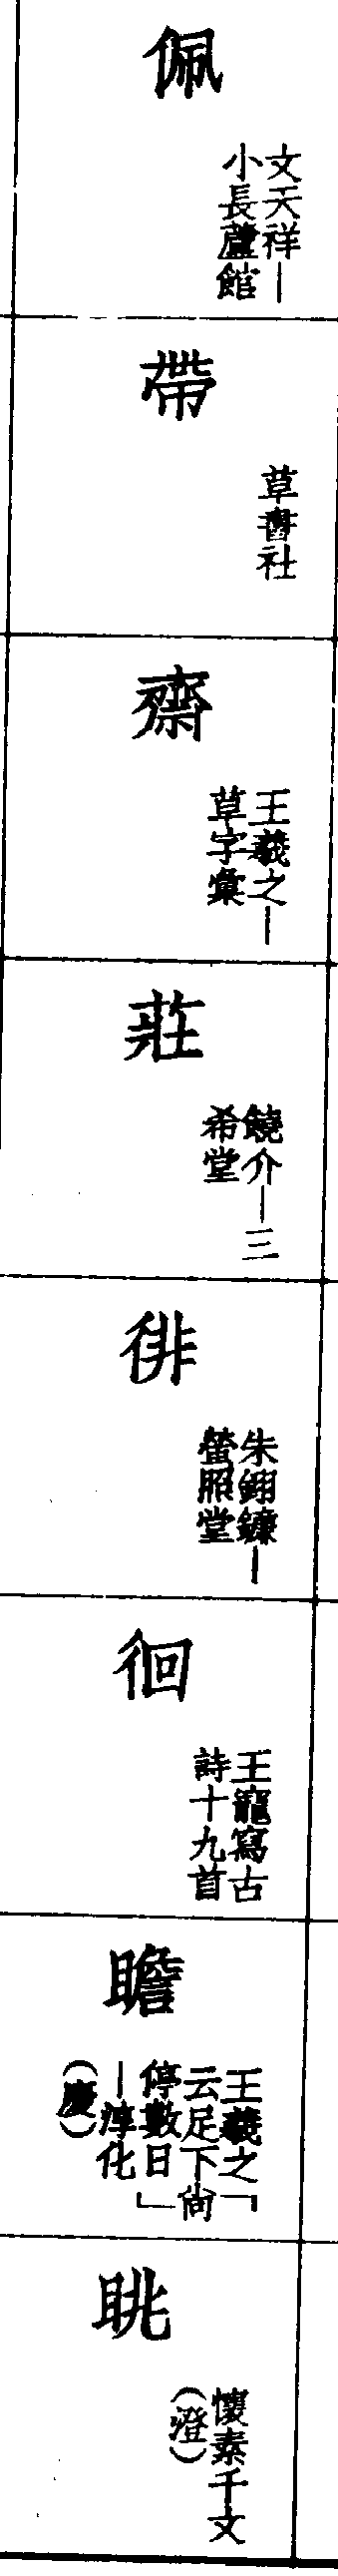 佩
文天祥—
小長蘆館
帶
草書社
齋
王羲之—
草字彙
莊
饒介—三
希堂
徘
朱翊鐮—
螢照堂
徊
王寵寫古
詩十九首
瞻
王羲之「
云足下尚
停數日」
—淳化
（慶）
眺
懷素千文
（澄）